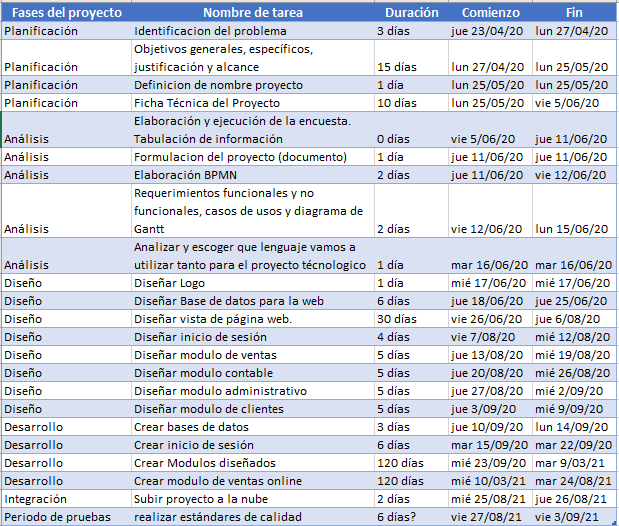 Fases del proyecto Nombre de tarea Duración Comienzo Fin
Planificación Identificacion del problema 3 días jue 23/04/20 lun 27/04/20
Objetivos generales, específicos,
Planificación justificación y alcance 15 días lun 27/04/20 lun 25/05/20
Planificación Definicion de nombre proyecto 1 día lun 25/05/20 lun 25/05/20
Planificación Ficha Técnica del Proyecto 10 días lun 25/05/20 vie 5/06/20
Elaboración y ejecución de la encuesta.
Análisis Tabulación de información 0 días vie 5/06/20 jue 11/06/20
Análisis Formulacion del proyecto (documento) 1 día jue 11/06/20 jue 11/06/20
Análisis Elaboración BPMN 2 días jue 11/06/20 vie 12/06/20
Requerimientos funcionales y no
funcionales, casos de usos y diagrama de
Análisis Gantt 2 días vie 12/06/20 lun 15/06/20
Analizar y escoger que lenguaje vamos a
Análisis utilizar tanto para el proyecto técnologico 1 día mar 16/06/20 mar 16/06/20
Diseño Diseñar Logo 1 día mié 17/06/20 mié 17/06/20
Diseño Diseñar Base de datos para la web 6 días jue 18/06/20 jue 25/06/20
Diseño Diseñar vista de página web. 30 días vie 26/06/20 jue 6/08/20
Diseño Diseñar inicio de sesión 4 días vie 7/08/20 mié 12/08/20
Diseño Diseñar modulo de ventas 5 días jue 13/08/20 mié 19/08/20
Diseño Diseñar modulo contable 5 días jue 20/08/20 mié 26/08/20
Diseño Diseñar modulo administrativo 5 días jue 27/08/20 mié 2/09/20
Diseño Diseñar modulo de clientes 5 días jue 3/09/20 mié 9/09/20
Desarrollo Crear bases de datos 3 días jue 10/09/20 lun 14/09/20
Desarrollo Crear inicio de sesión 6 días mar 15/09/20 mar 22/09/20
Desarrollo Crear Modulos diseñados 120 días mié 23/09/20 mar 9/03/21
Desarrollo Crear modulo de ventas online 120 días mié 10/03/21 mar 24/08/21
Integración Subir proyecto a la nube 2 días mié 25/08/21 jue 26/08/21
Periodo de pruebas realizar estándares de calidad 6 días? vie 27/08/21 vie 3/09/21